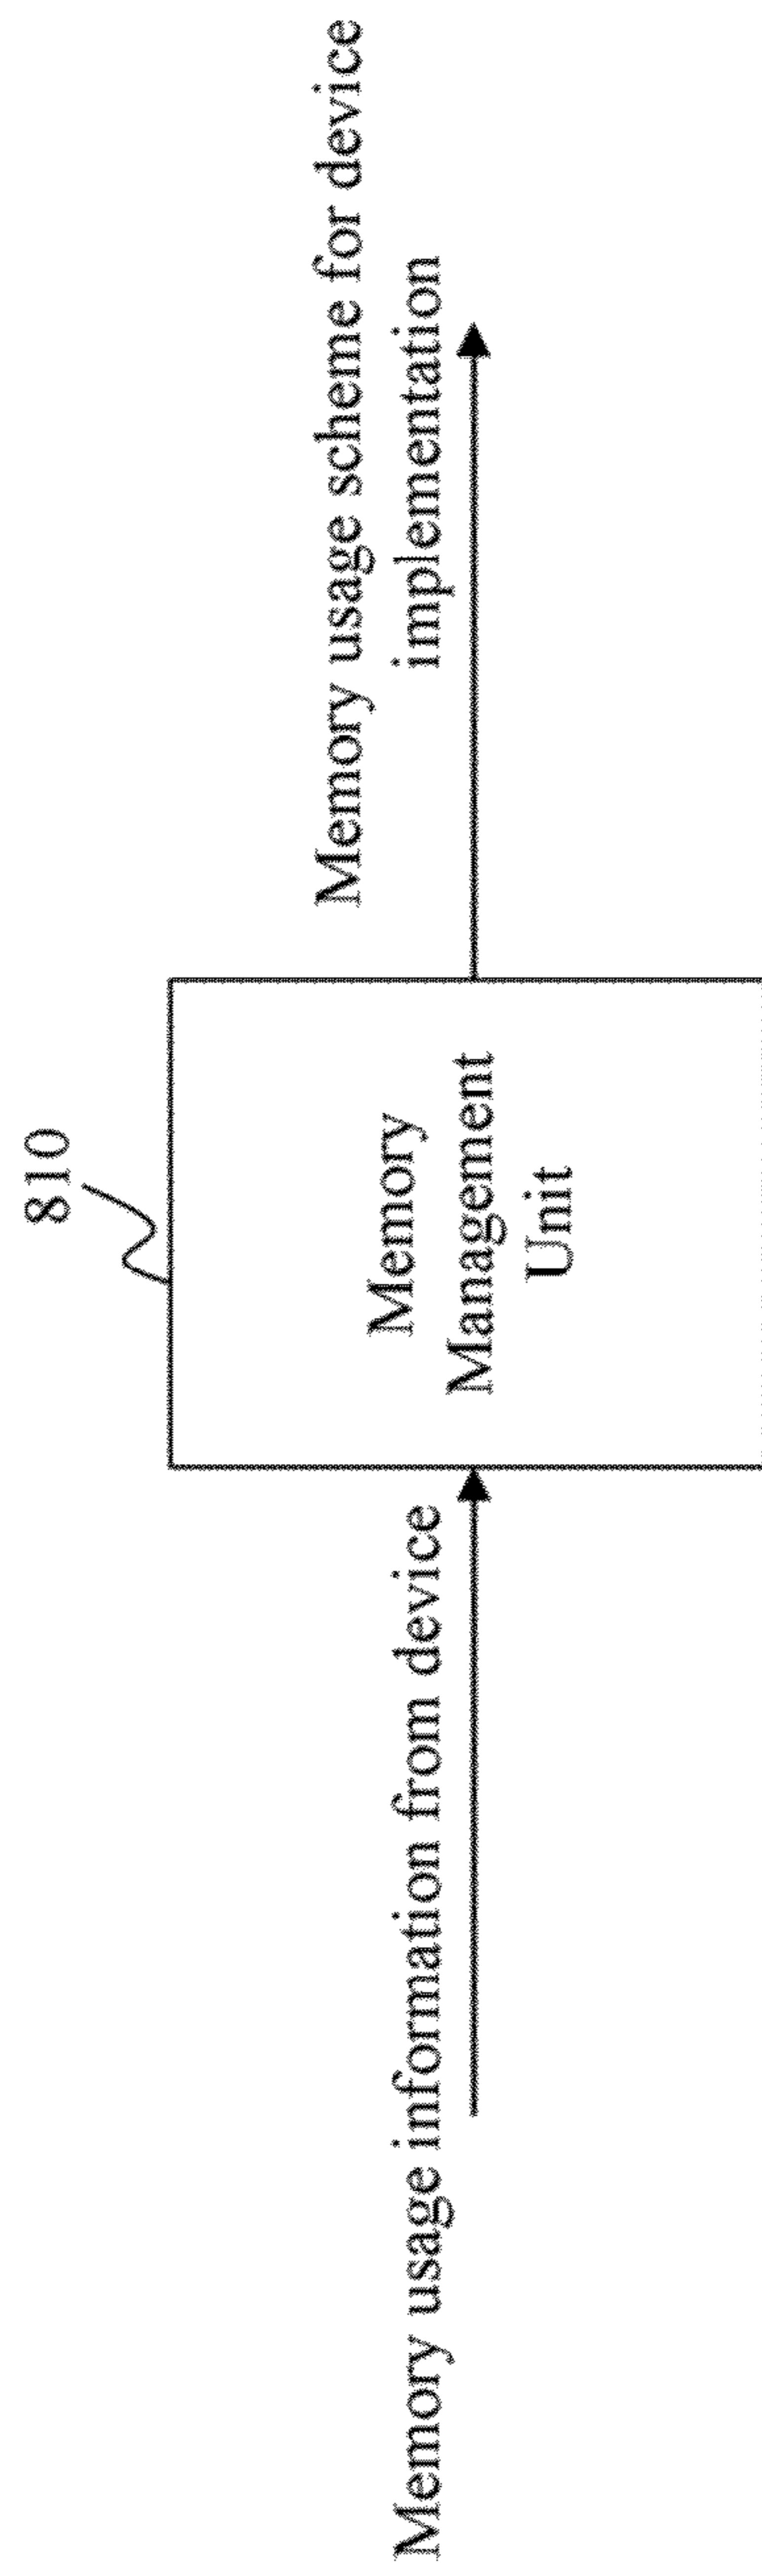 810
Memory usage information from device
Memory
Management
Unit
Memory usage scheme for device
implementation